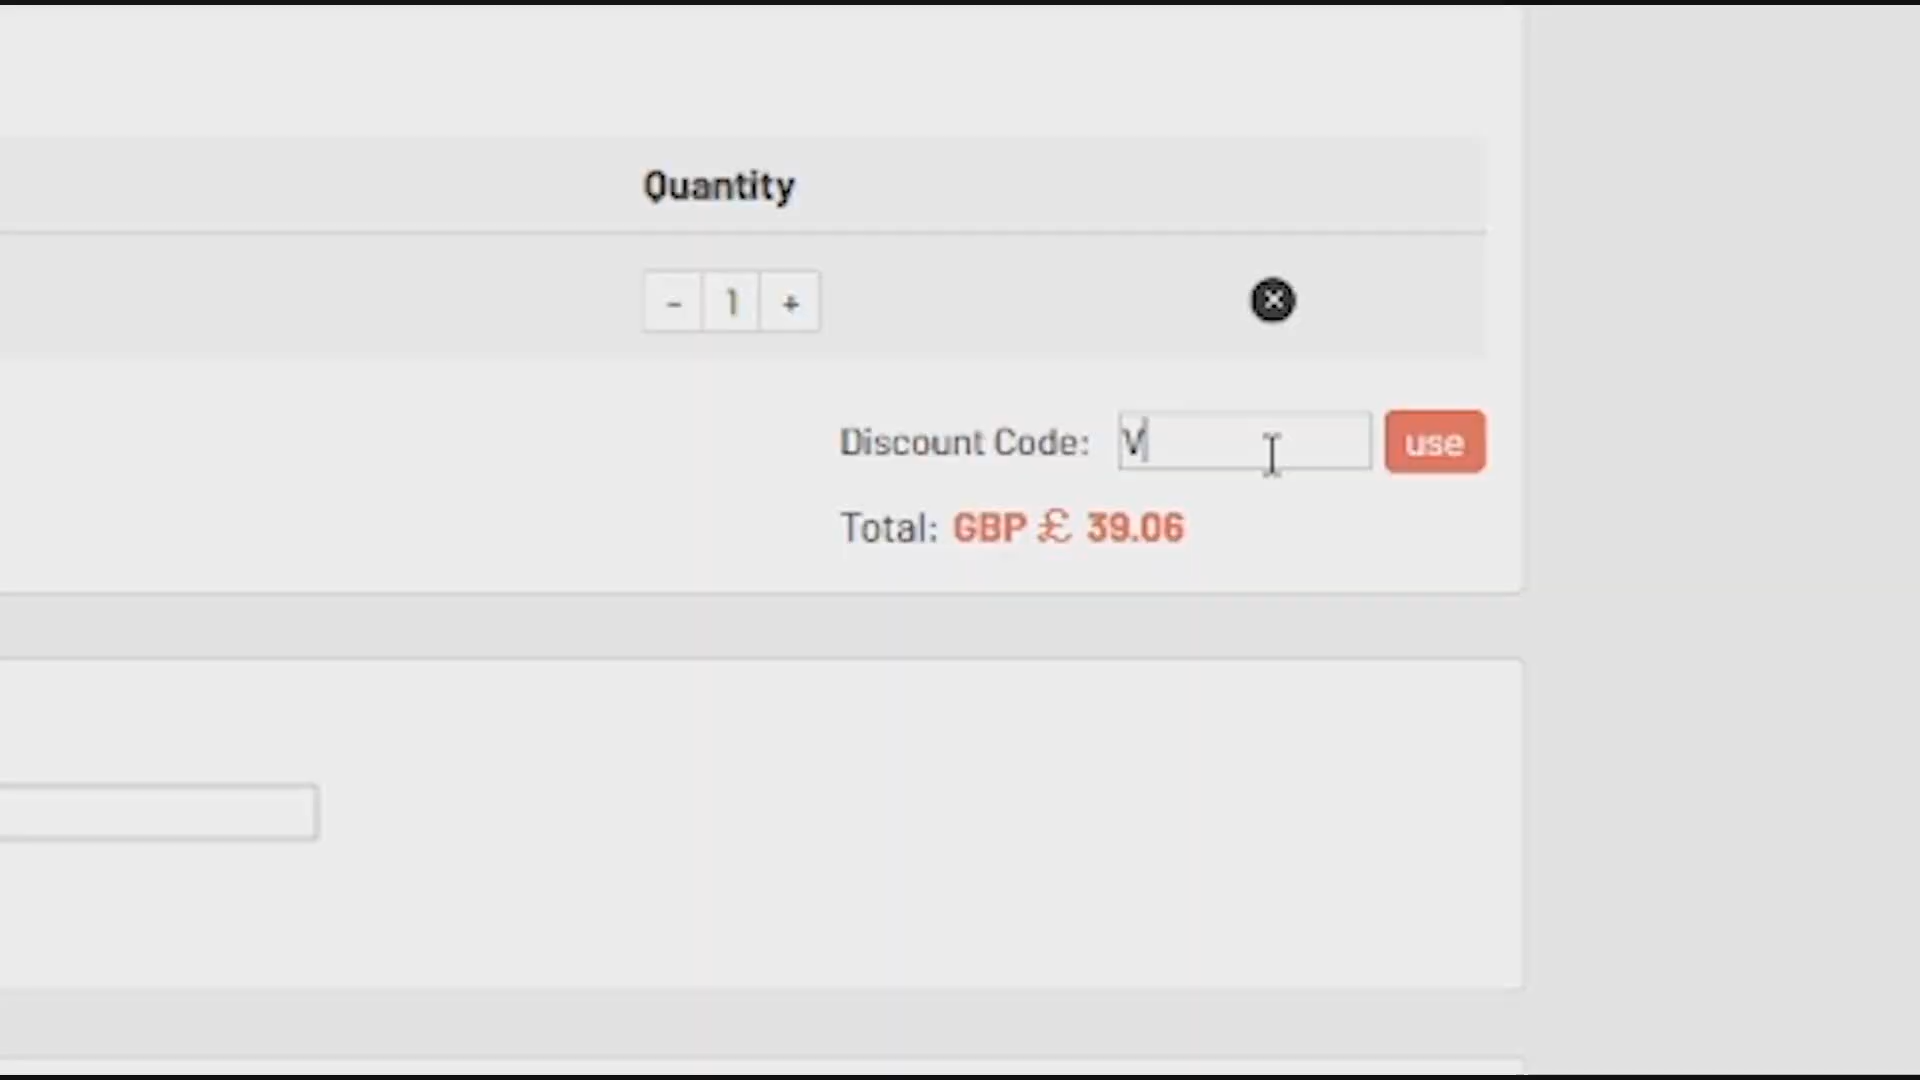 Quantity
- 1 +
Discount Code: V use
Total: GBP £ 39.06